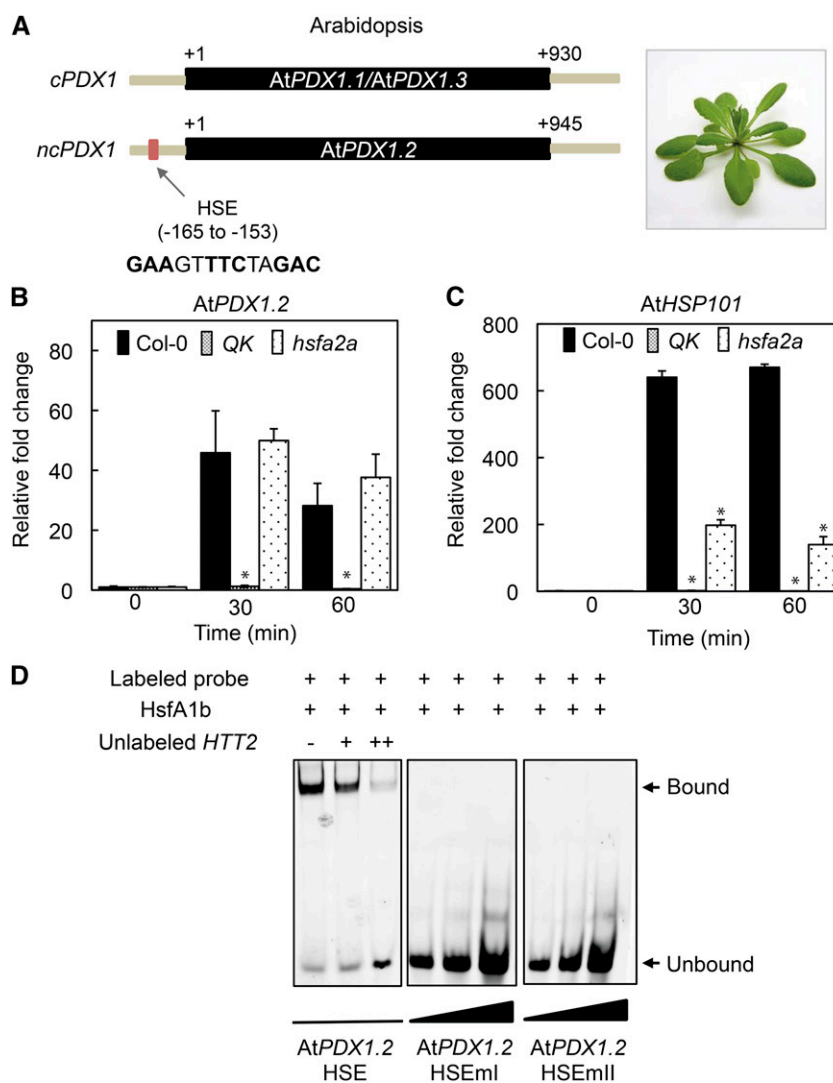 A
Arabidopsis
+1
+930
cPDX1
AtPDX1.1/AtPDX1.3
+1
+945
ncPDX1
AtPDX1.2
HSE
(-165 to -153)
GAAGTTTCTAGAC
B
AtPDX1.2
Col-0 QK hsfa2a
80
60
40
20
0
Relative fold change
* *
0 30 60
Time (min)
C
AtHSP101
Col-0 QK hsfa2a
800
600
400
200
0
Relative fold change
* * * *
0 30 60
Time (min)
D
Labeled probe + + + + + + + + +
HsfA1b + + + + + + + + +
Unlabeled HTT2 - + ++
Bound
Unbound
AtPDX1.2 AtPDX1.2 AtPDX1.2
HSE HSEmI HSEmII